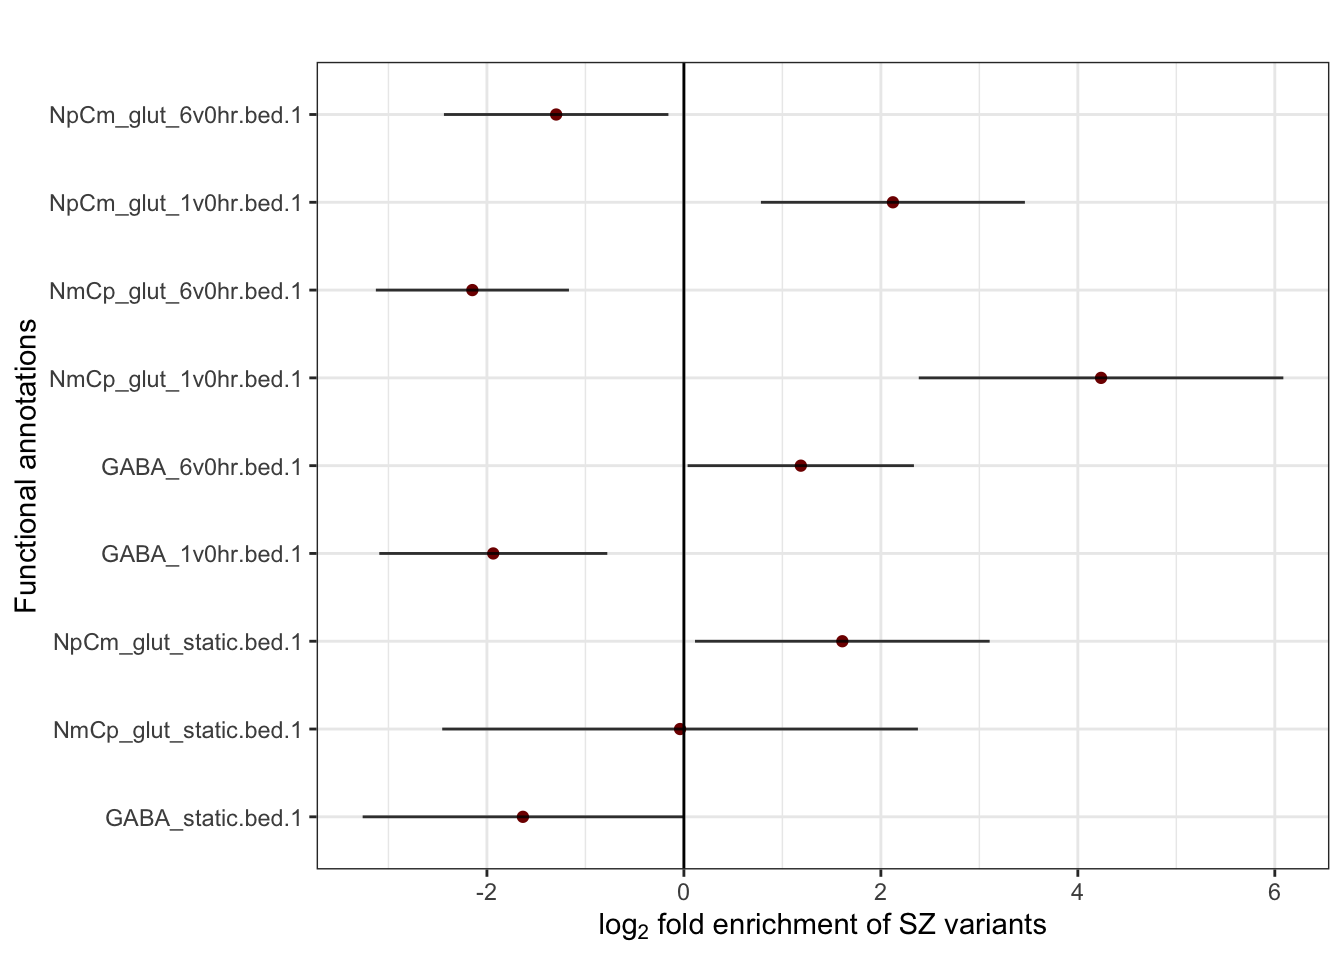 Functional annotations
NpCm_glut_6v0hr.bed.1
NpCm_glut_1v0hr.bed.1
NmCp_glut_6v0hr.bed.1
NmCp_glut_1v0hr.bed.1
GABA_6v0hr.bed.1
GABA_1v0hr.bed.1
NpCm_glut_static.bed.1
NmCp_glut_static.bed.1
GABA_static.bed.1
-2 0 2 4 6
log₂ fold enrichment of SZ variants